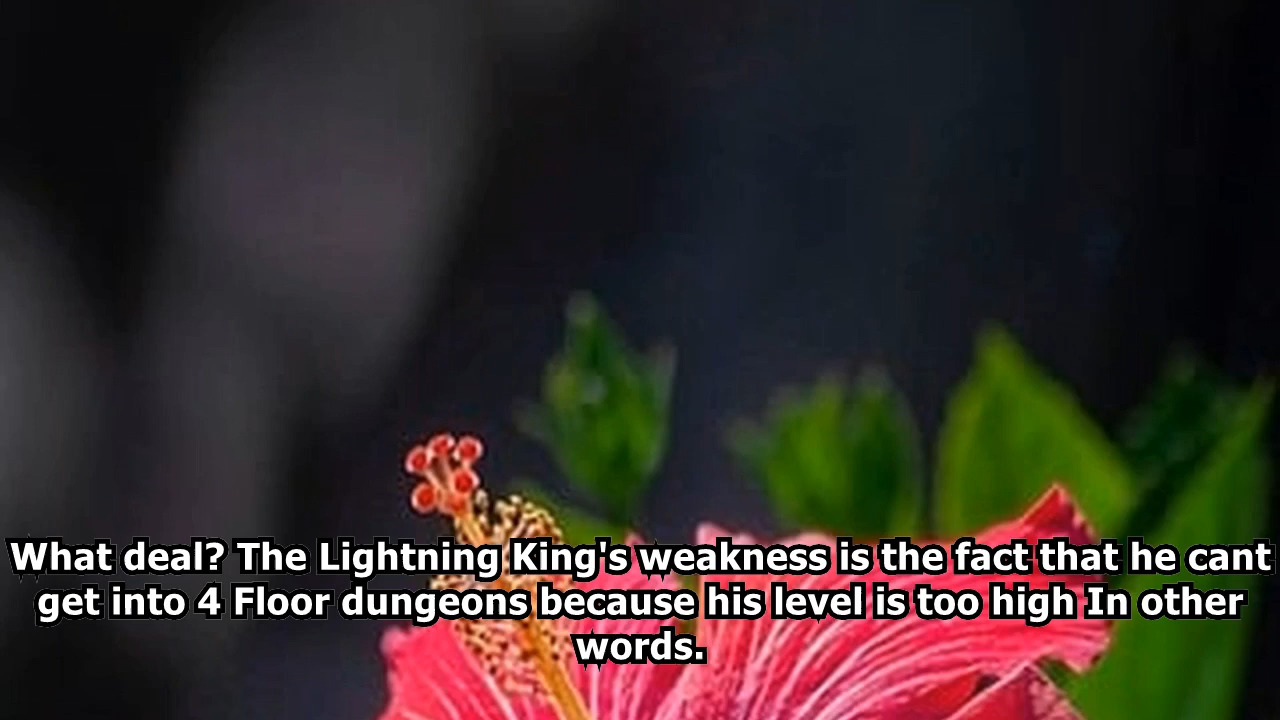 What deal? The Lightning King's weakness is the fact that he cant
get into 4 Floor dungeons because his level is too high In other
words.